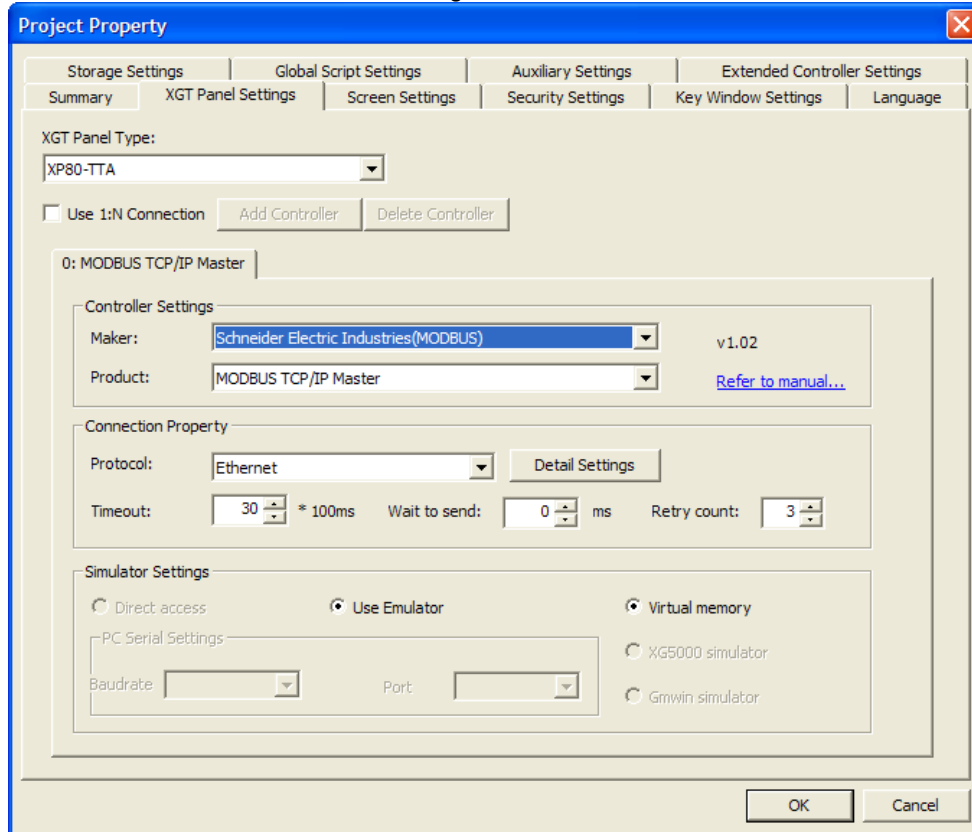 Project Property
Storage Settings Global Script Settings Auxiliary Settings Extended Controller Settings
Summary XGT Panel Settings Screen Settings Security Settings Key Window Settings Language
XGT Panel Type:
XP80-TTA
Use 1:N Connection Add Controller Delete Controller
0: MODBUS TCP/IP Master
Controller Settings
Maker: Schneider Electric Industries(MODBUS) v1.02
Product: MODBUS TCP/IP Master Refer to manual...
Connection Property
Protocol: Ethernet Detail Settings
Timeout: 30 * 100ms Wait to send: 0 ms Retry count: 3
Simulator Settings
Direct access Use Emulator Virtual memory
PC Serial Settings
XG5000 simulator
Baudrate Port
Gmwin simulator
OK Cancel